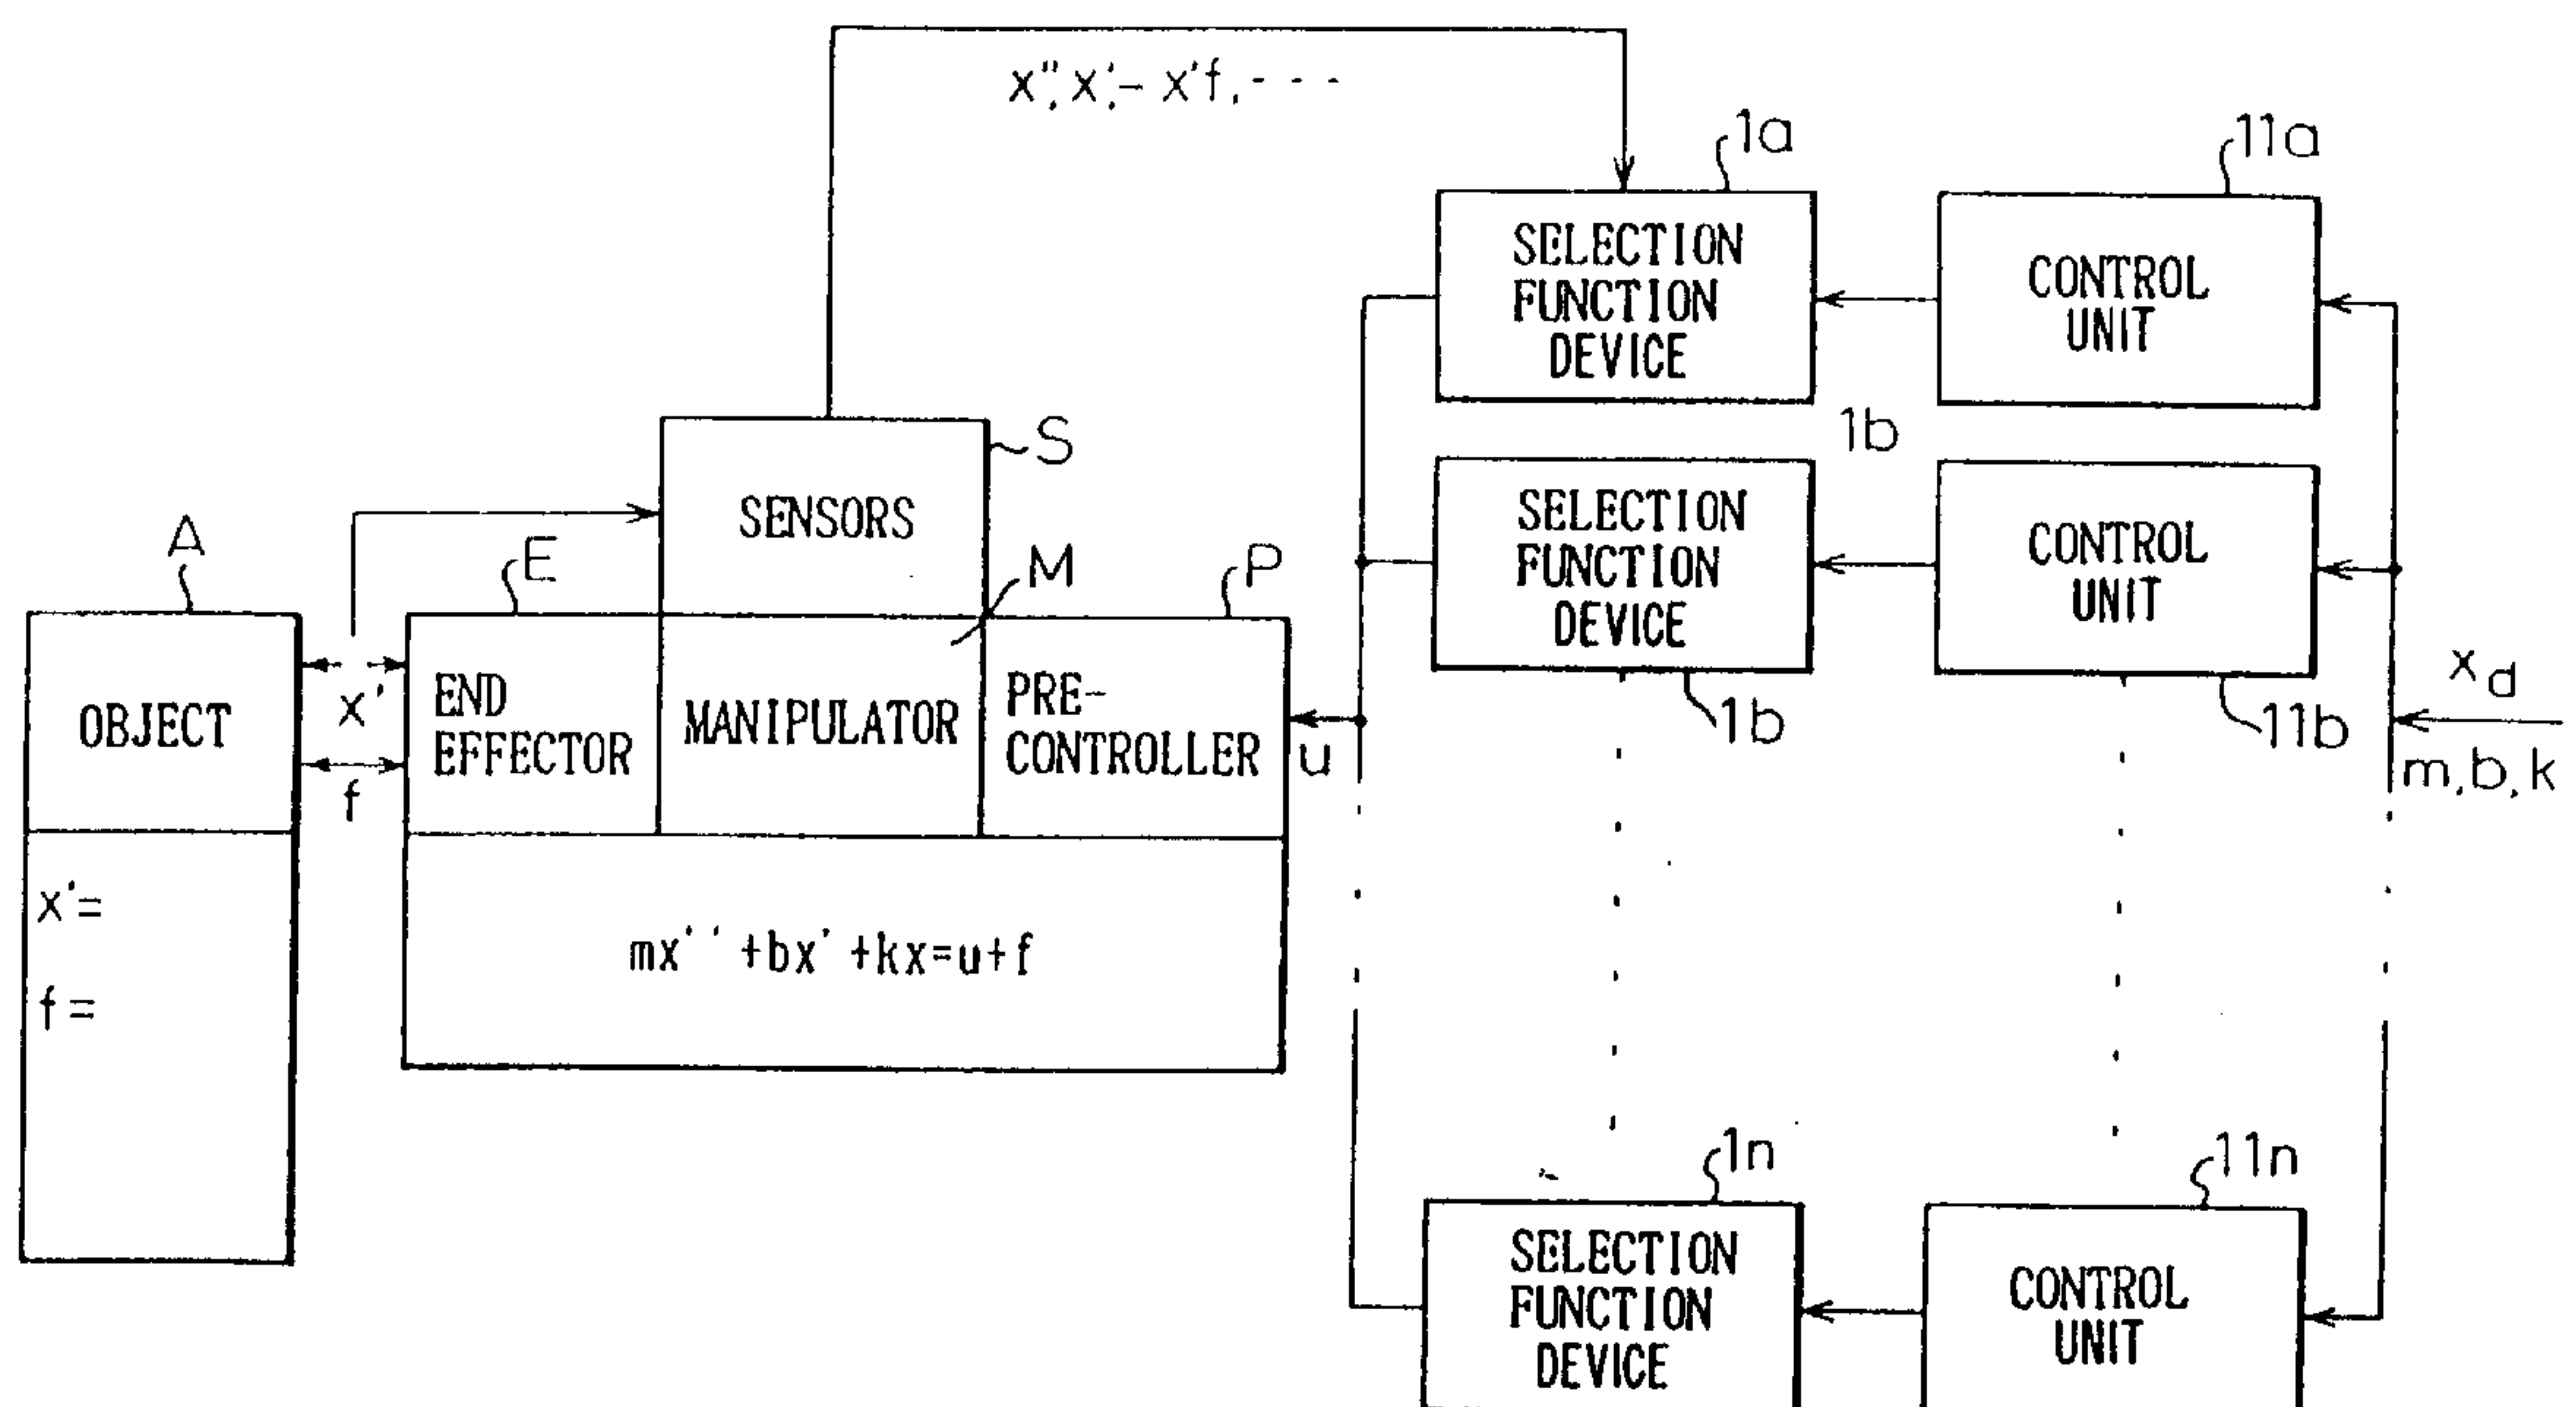 x'',x',- x'f,- - -
1a
11a
SELECTION
FUNCTION
DEVICE
CONTROL
UNIT
1b
S
SENSORS
SELECTION
FUNCTION
DEVICE
CONTROL
UNIT
A
E
M
P
x'
f
OBJECT
END
EFFECTOR
MANIPULATOR
PRE-
CONTROLLER
u
1b
11b
xd
m,b,k
x'=
f=
mx''+bx'+kx=u+f
1n
11n
SELECTION
FUNCTION
DEVICE
CONTROL
UNIT